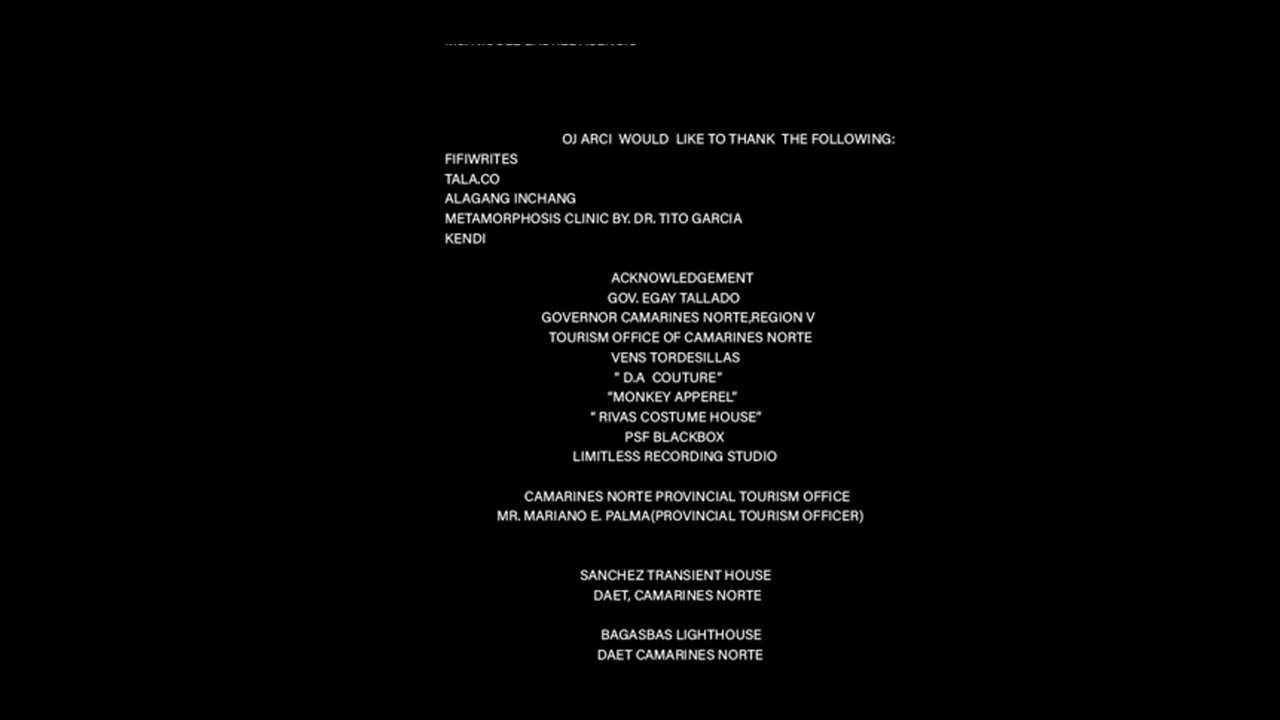 OJ ARCI WOULD LIKE TO THANK THE FOLLOWING:
FIFIWRITES
TALA.CO
ALAGANG INCHANG
METAMORPHOSIS CLINIC BY. DR. TITO GARCIA
KENDI
ACKNOWLEDGEMENT
GOV. EGAY TALLADO
GOVERNOR CAMARINES NORTE,REGION V
TOURISM OFFICE OF CAMARINES NORTE
VENS TORDESILLAS
“ D.A COUTURE”
“MONKEY APPEREL”
“ RIVAS COSTUME HOUSE”
PSF BLACKBOX
LIMITLESS RECORDING STUDIO
CAMARINES NORTE PROVINCIAL TOURISM OFFICE
MR. MARIANO E. PALMA(PROVINCIAL TOURISM OFFICER)
SANCHEZ TRANSIENT HOUSE
DAET, CAMARINES NORTE
BAGASBAS LIGHTHOUSE
DAET CAMARINES NORTE